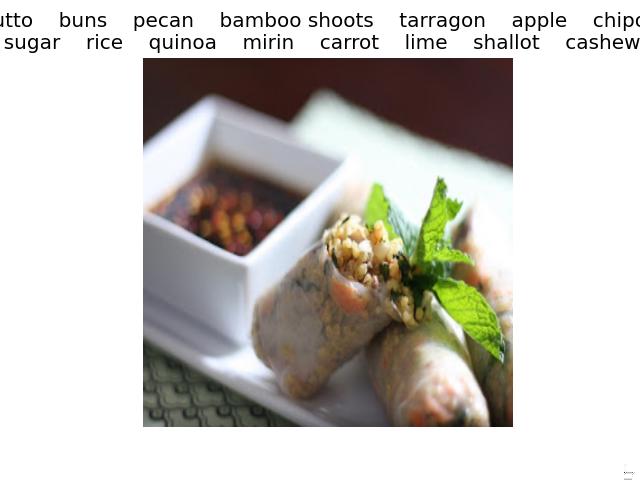 utto buns pecan bamboo shoots tarragon apple chipo
sugar rice quinoa mirin carrot lime shallot cashew